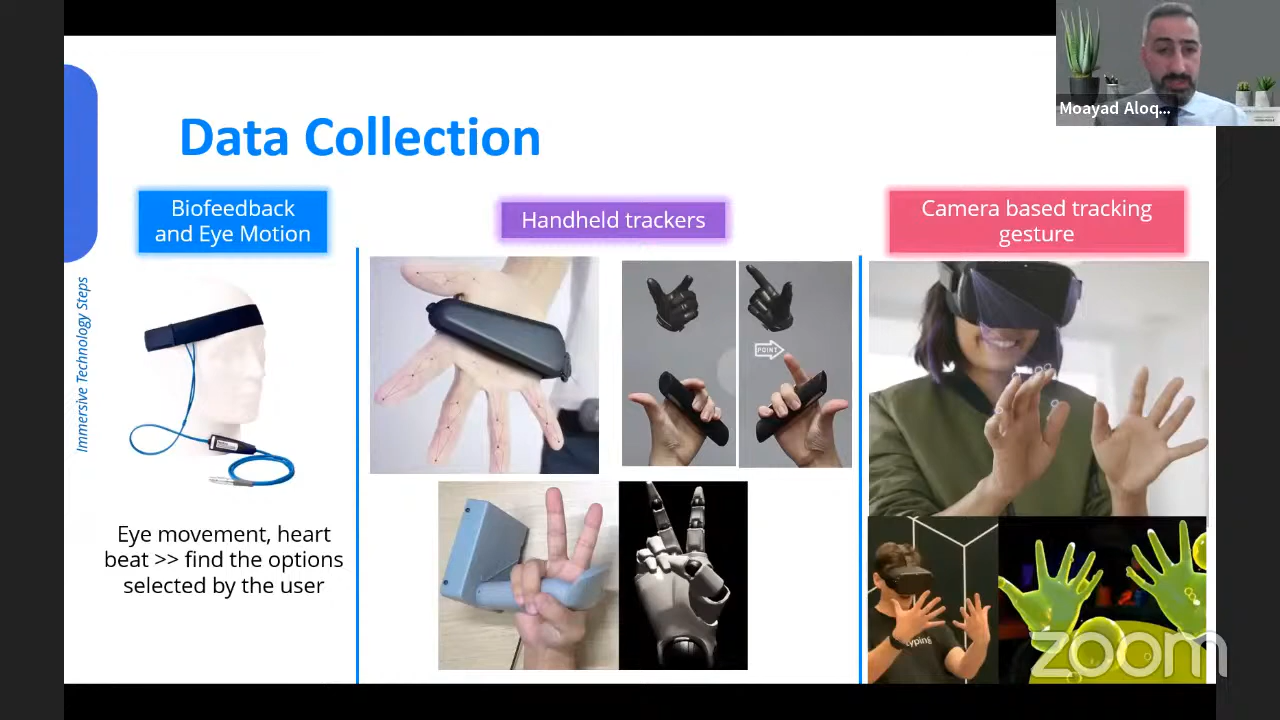 Moayad Aloq...
Data Collection
Biofeedback
and Eye Motion
Handheld trackers
Camera based tracking
gesture
Immersive Technology Steps
POINT
Eye movement, heart
beat >> find the options
selected by the user
typing
zoom